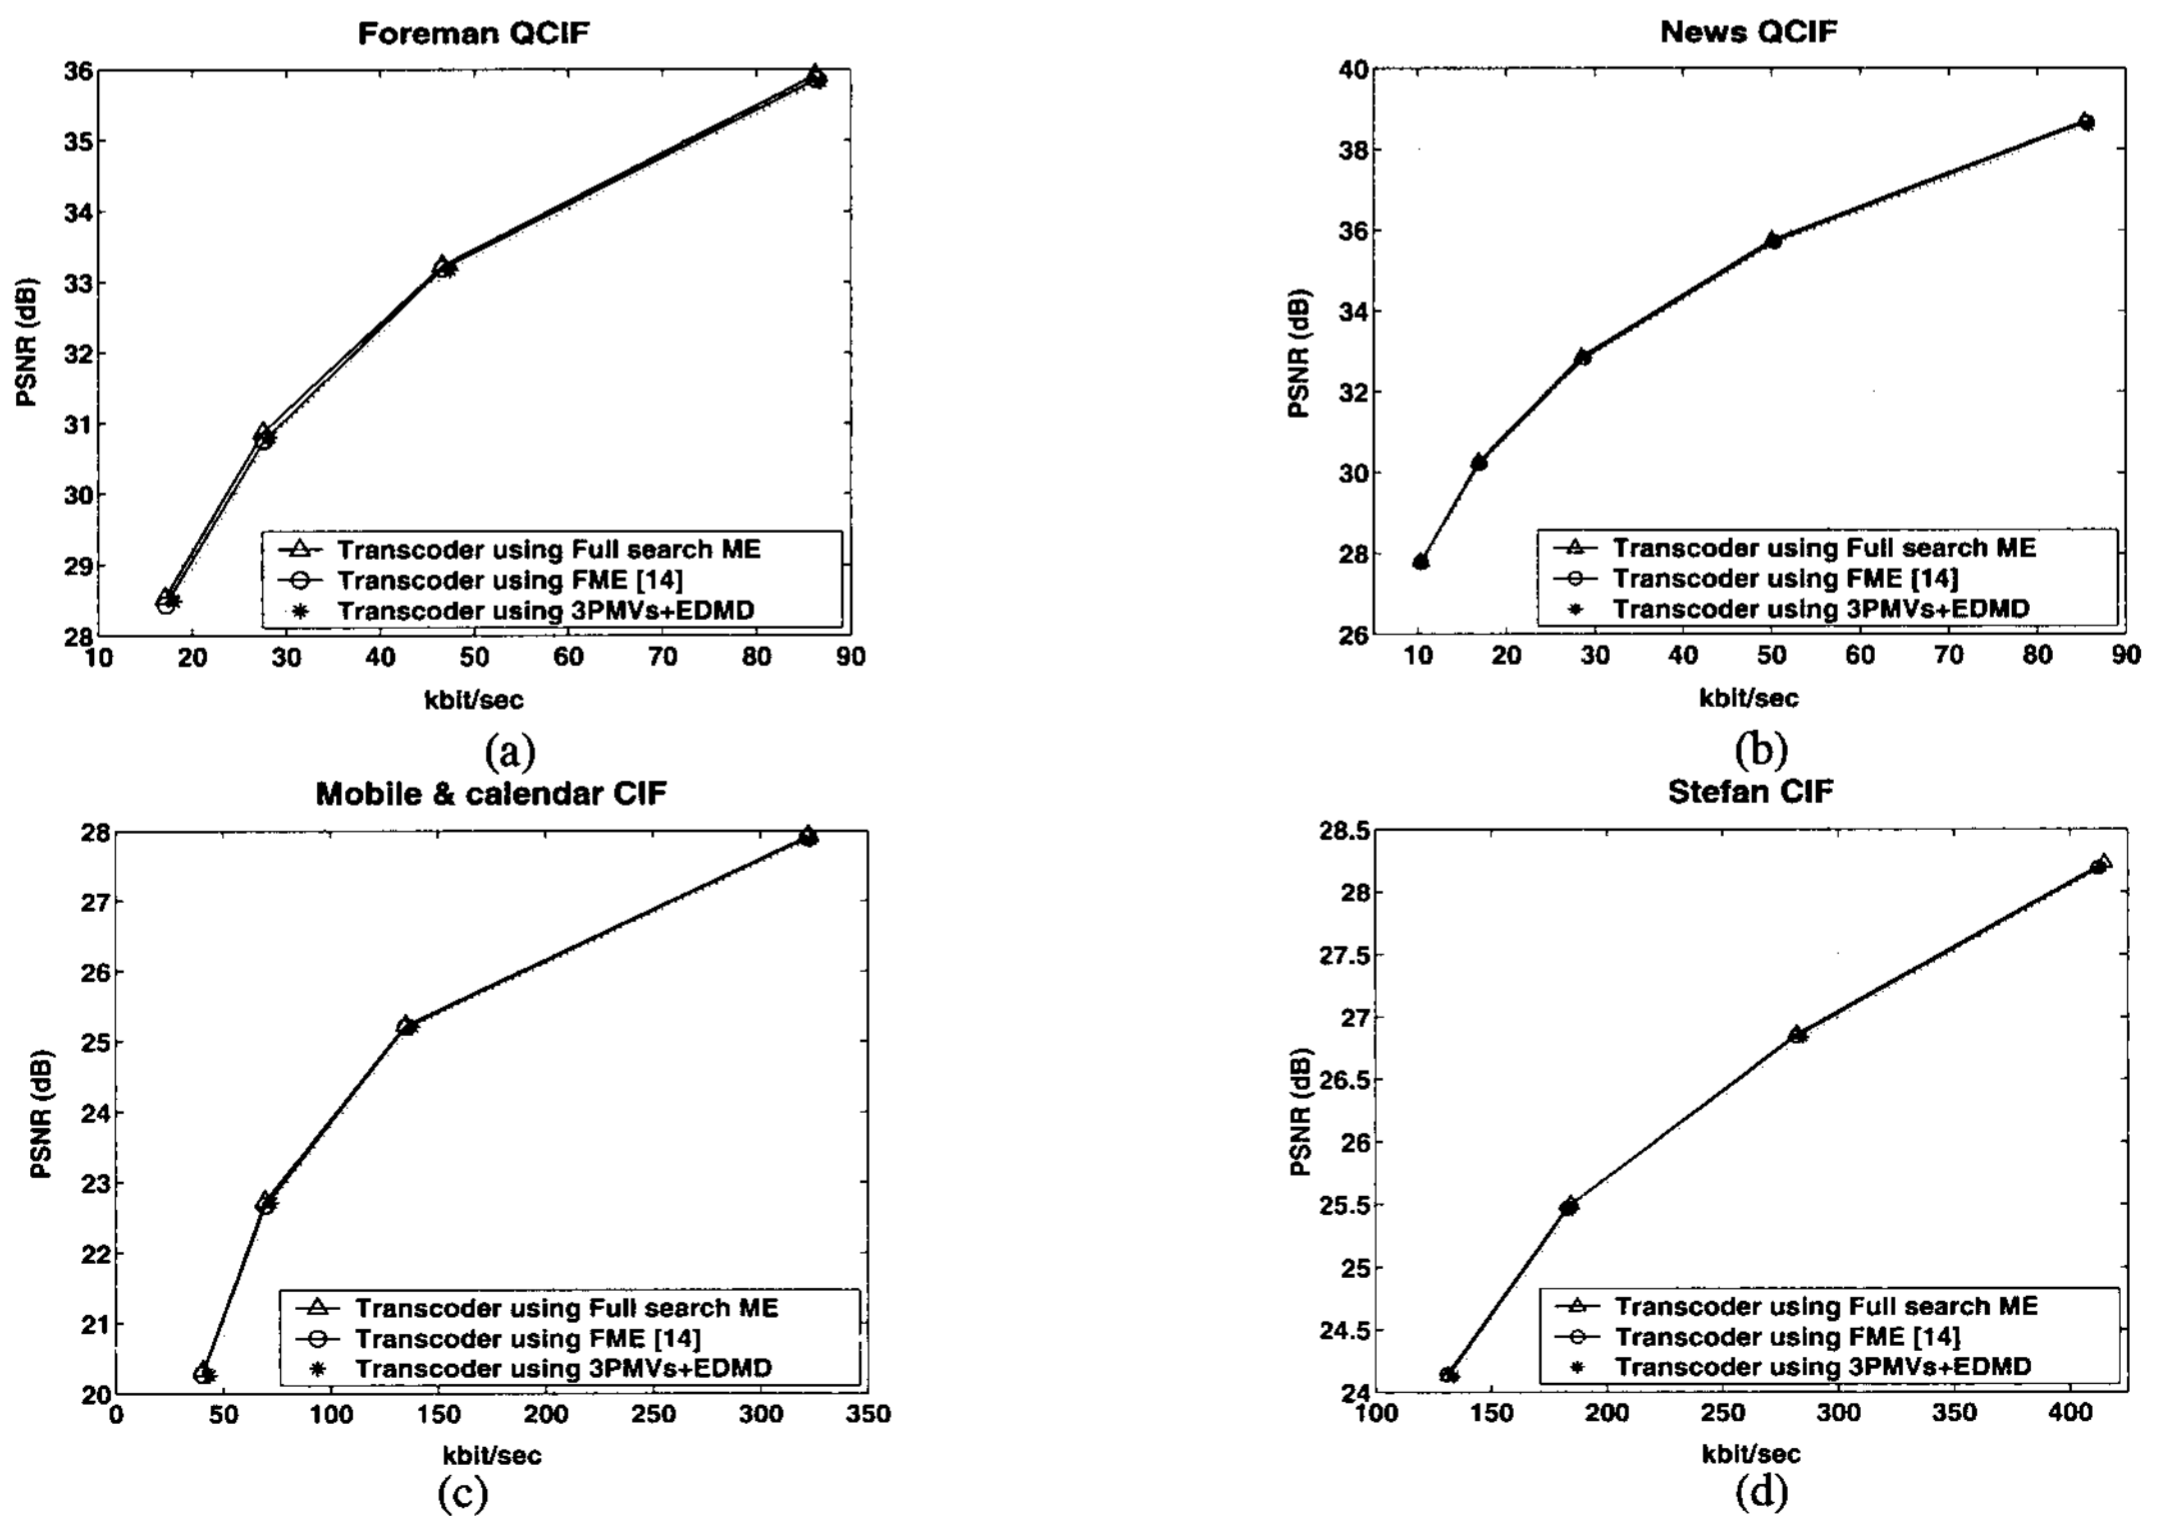 Foreman QCIF
36
35
34
33
32
31
30
29
28
PSNR (dB)
Transcoder using Full search ME
Transcoder using FME [14]
Transcoder using 3PMVs+EDMD
10 20 30 40 50 60 70 80 90
kbit/sec
(a)
News QCIF
40
38
36
34
32
30
28
26
PSNR (dB)
Transcoder using Full search ME
Transcoder using FME [14]
Transcoder using 3PMVs+EDMD
10 20 30 40 50 60 70 80 90
kbit/sec
(b)
Mobile & calendar CIF
28
27
26
25
24
23
22
21
20
PSNR (dB)
Transcoder using Full search ME
Transcoder using FME [14]
Transcoder using 3PMVs+EDMD
0 50 100 150 200 250 300 350
kbit/sec
(c)
Stefan CIF
28.5
28
27.5
27
26.5
26
25.5
25
24.5
24
PSNR (dB)
Transcoder using Full search ME
Transcoder using FME [14]
Transcoder using 3PMVs+EDMD
100 150 200 250 300 350 400
kbit/sec
(d)